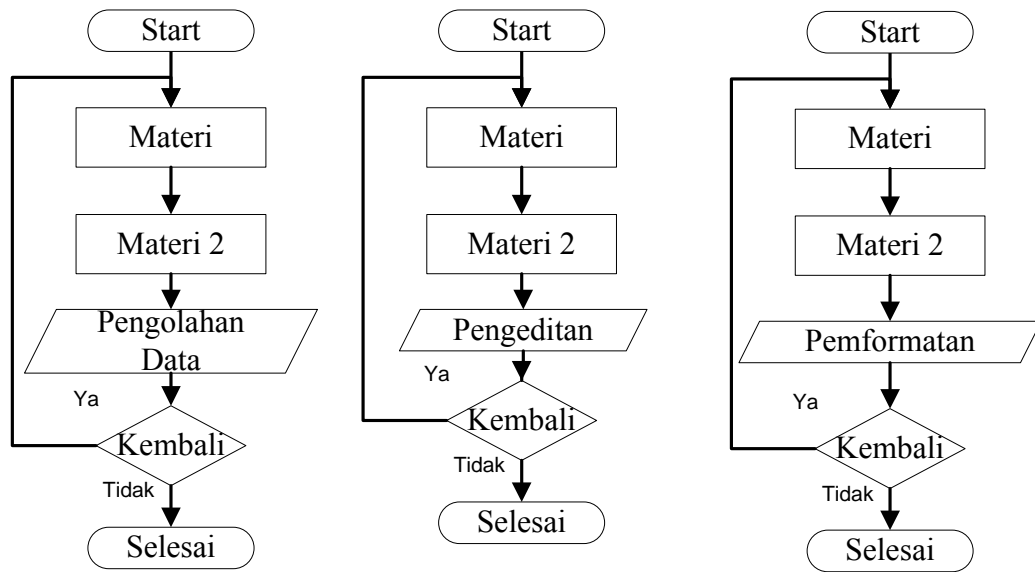 Start
Materi
Materi 2
Pengolahan
Data
Ya
Kembali
Tidak
Selesai
Start
Materi
Materi 2
Pengeditan
Ya
Kembali
Tidak
Selesai
Start
Materi
Materi 2
Pemformatan
Ya
Kembali
Tidak
Selesai